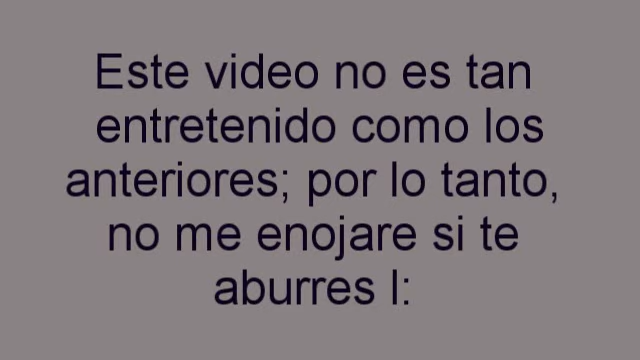 Este video no es tan
entretenido como los
anteriores; por lo tanto,
no me enojare si te
aburres l: